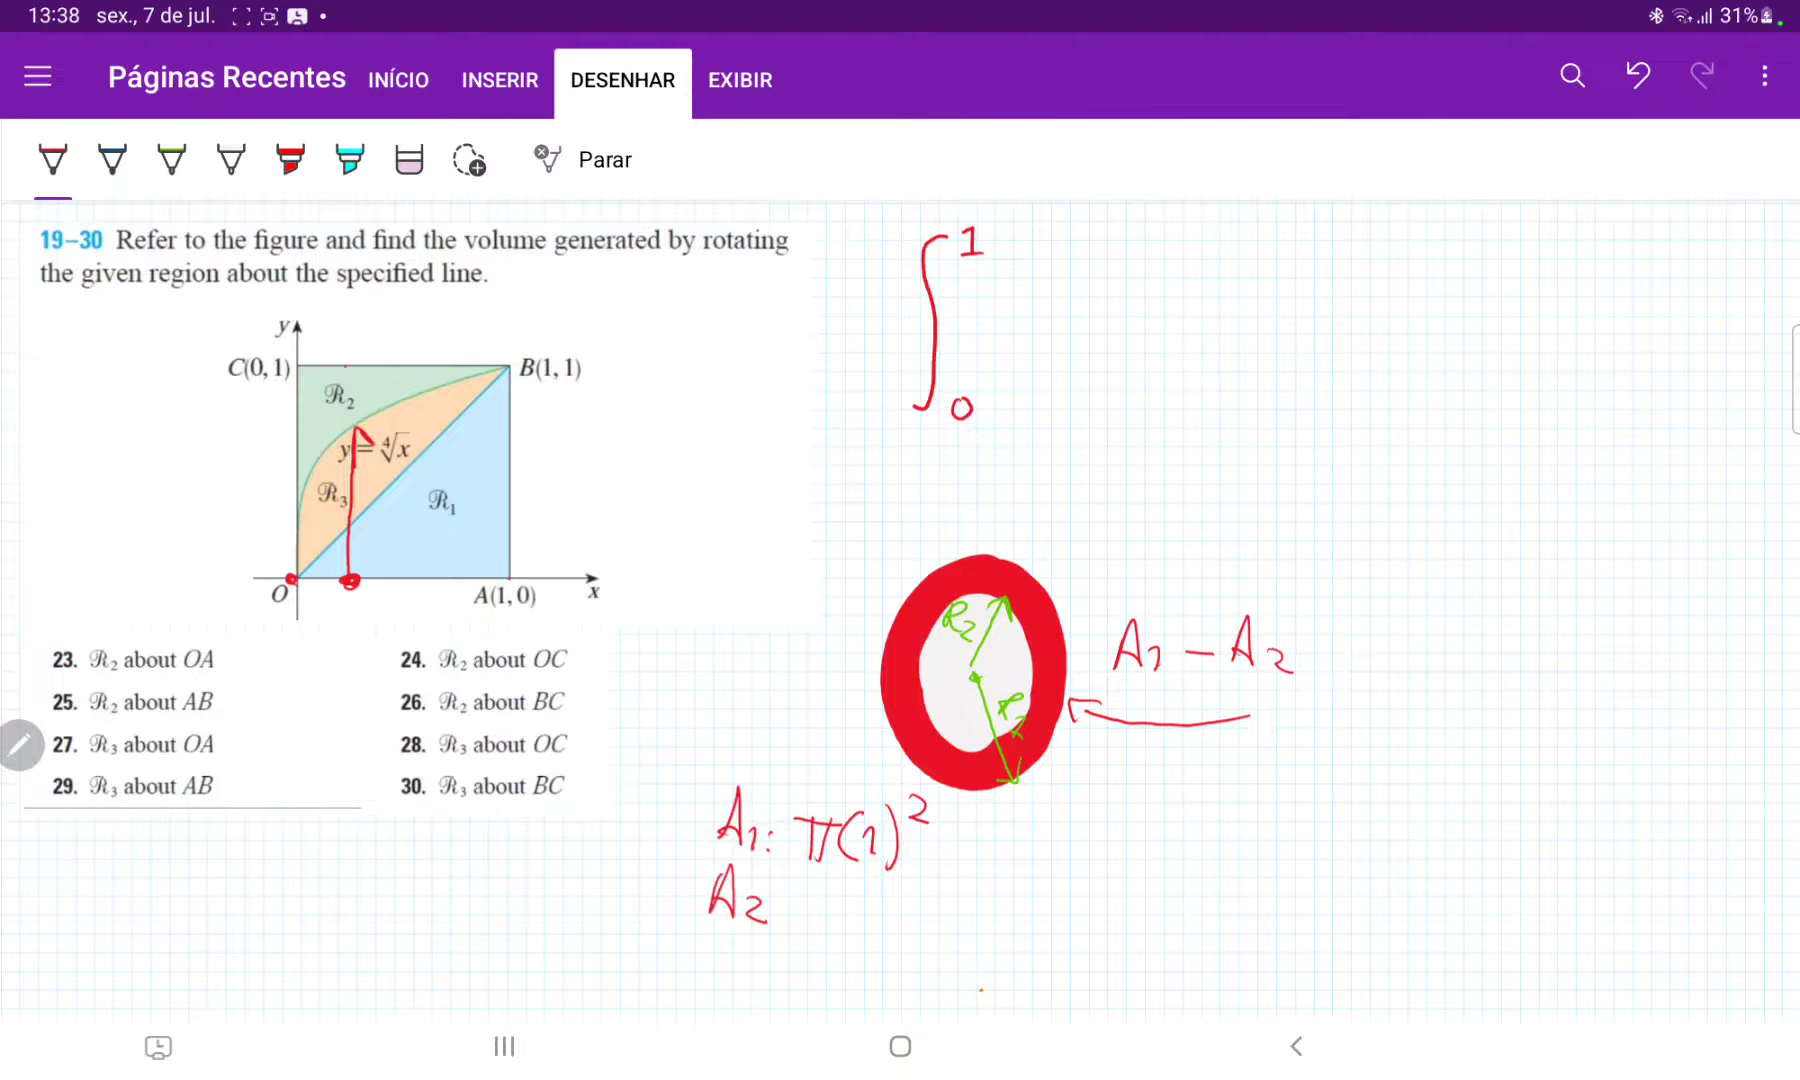 13:38 sex., 7 de jul.
31%
Páginas Recentes INÍCIO INSERIR DESENHAR EXIBIR
Parar
19–30 Refer to the figure and find the volume generated by rotating
the given region about the specified line.
y
C(0, 1)
B(1, 1)
ℛ2
y = ∜x
ℛ3
ℛ1
O
A(1, 0)
x
23. ℛ2 about OA
24. ℛ2 about OC
25. ℛ2 about AB
26. ℛ2 about BC
27. ℛ3 about OA
28. ℛ3 about OC
29. ℛ3 about AB
30. ℛ3 about BC
∫ 1
0
R2
A1 – A2
A1: π(1)^2
A2